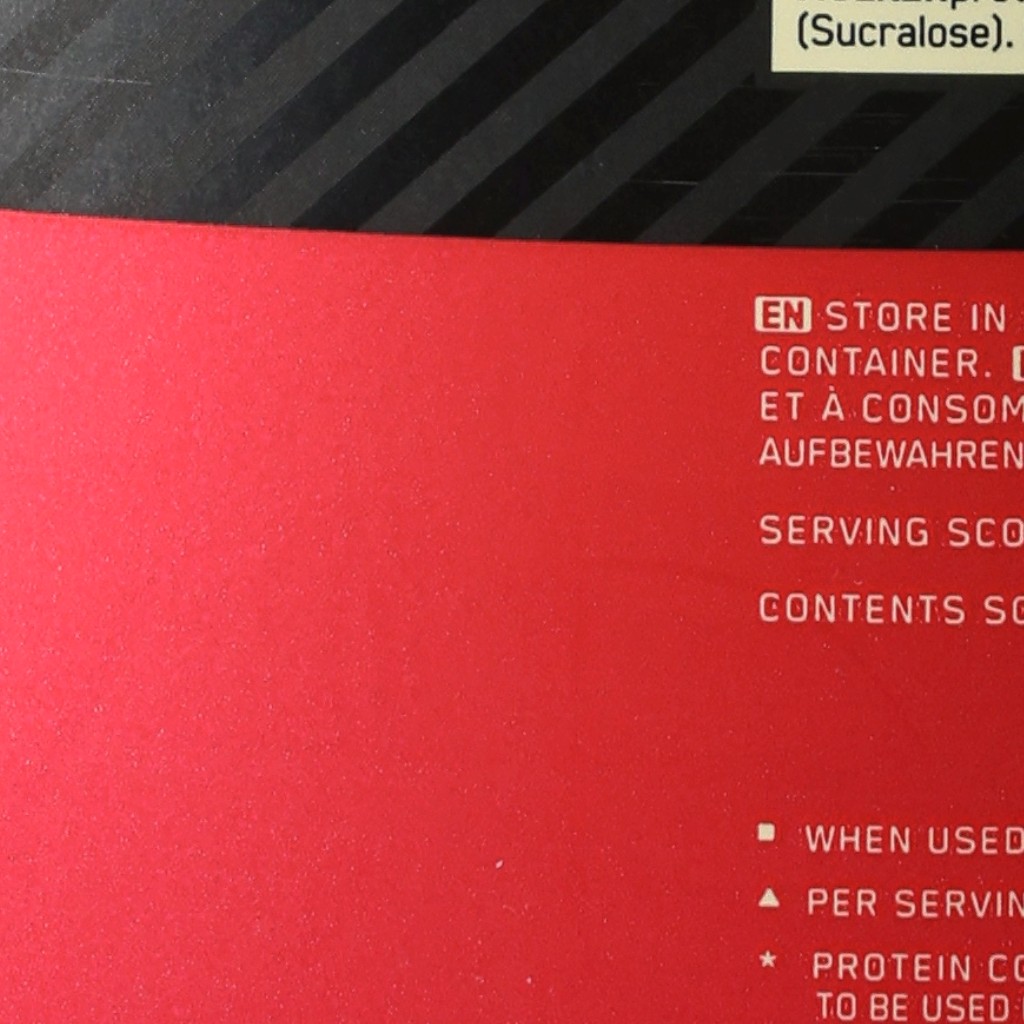 (Sucralose).
EN STORE IN
CONTAINER.
ET À CONSOM
AUFBEWAHREN
SERVING SCO
CONTENTS SO
■ WHEN USED
▲ PER SERVIN
* PROTEIN CO
TO BE USED